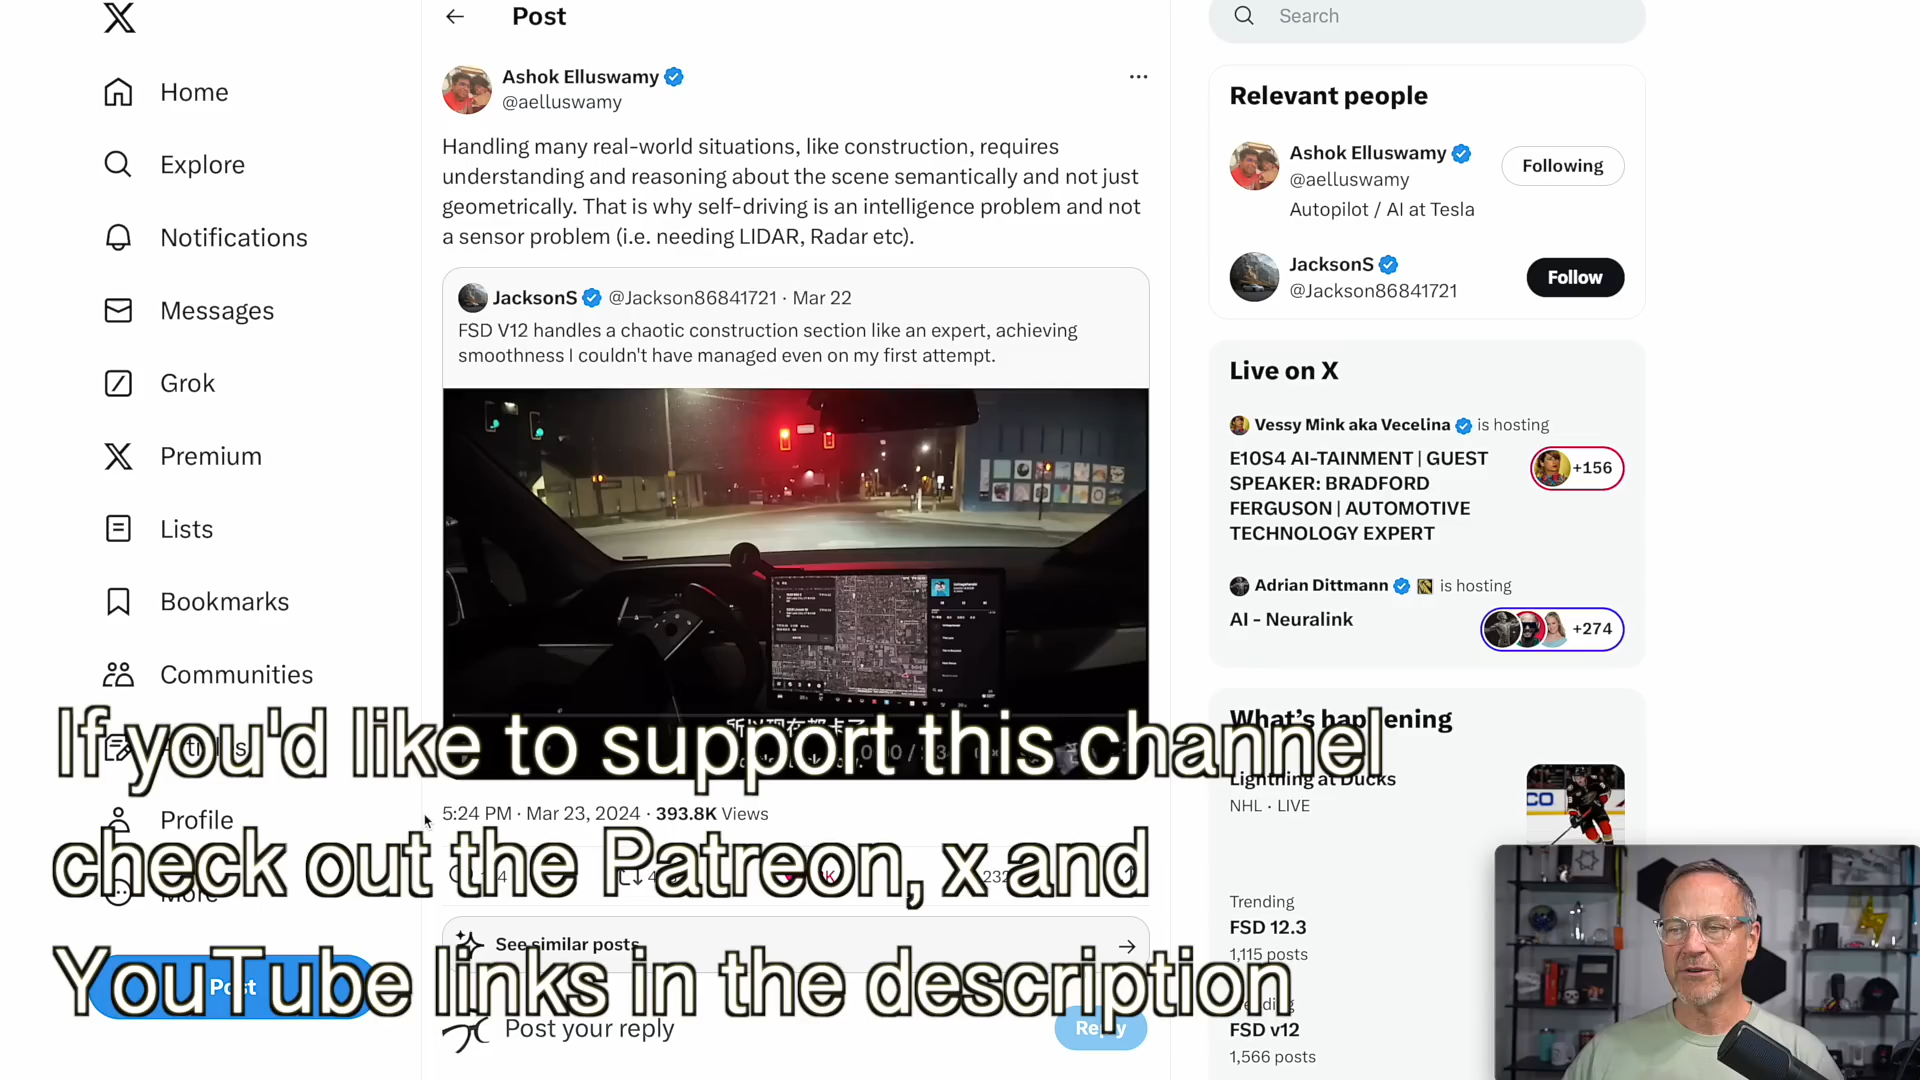 Post
Search
Home
Explore
Notifications
Messages
Grok
Premium
Lists
Bookmarks
Communities
Profile
More
Post
Ashok Elluswamy
@aelluswamy
Handling many real-world situations, like construction, requires
understanding and reasoning about the scene semantically and not just
geometrically. That is why self-driving is an intelligence problem and not
a sensor problem (i.e. needing LIDAR, Radar etc).
JacksonS @Jackson86841721 · Mar 22
FSD V12 handles a chaotic construction section like an expert, achieving
smoothness I couldn't have managed even on my first attempt.
5:24 PM · Mar 23, 2024 · 393.8K Views
See similar posts
Post your reply
Reply
If you'd like to support this channel
check out the Patreon, x and
YouTube links in the description
Relevant people
Ashok Elluswamy
@aelluswamy
Following
Autopilot / AI at Tesla
JacksonS
@Jackson86841721
Follow
Live on X
Vessy Mink aka Vecelina is hosting
E10S4 AI-TAINMENT | GUEST
SPEAKER: BRADFORD
FERGUSON | AUTOMOTIVE
TECHNOLOGY EXPERT
+156
Adrian Dittmann is hosting
AI - Neuralink
+274
What's happening
Lightning at Ducks
NHL · LIVE
Trending
FSD 12.3
1,115 posts
FSD v12
1,566 posts